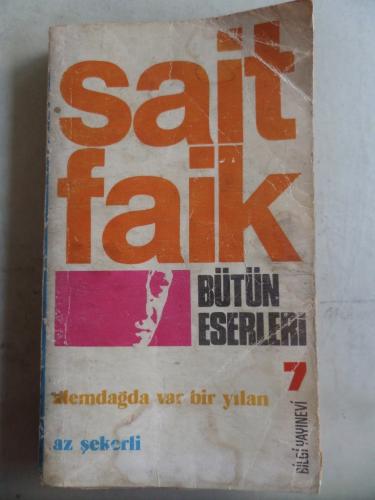 sait
faik
BÜTÜN
ESERLERİ
7
alemdağda var bir yılan
az şekerli
BİLGİ YAYINEVİ